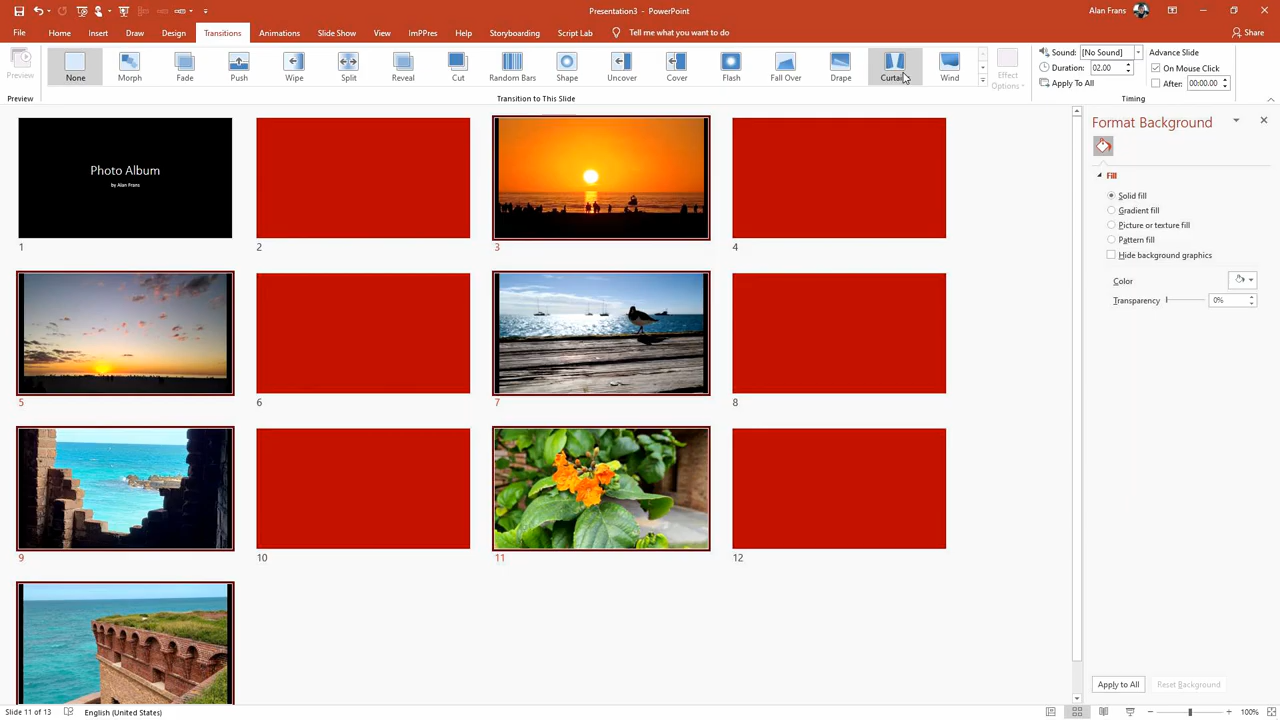 Presentation3 - PowerPoint
Alan Frans
File Home Insert Draw Design Transitions Animations Slide Show View ImPPres Help Storyboarding Script Lab Tell me what you want to do
Share
Preview
None Morph Fade Push Wipe Split Reveal Cut Random Bars Shape Uncover Cover Flash Fall Over Drape Curtains Wind
Effect
Options
Sound: [No Sound]
Duration: 02.00
Apply To All
Advance Slide
On Mouse Click
After: 00:00.00
Preview
Transition to This Slide
Timing
Photo Album
by Alan Frans
1
2
3
4
5
6
7
8
9
10
11
12
Format Background
Fill
Solid fill
Gradient fill
Picture or texture fill
Pattern fill
Hide background graphics
Color
Transparency 0%
Apply to All
Reset Background
Slide 11 of 13
English (United States)
100%